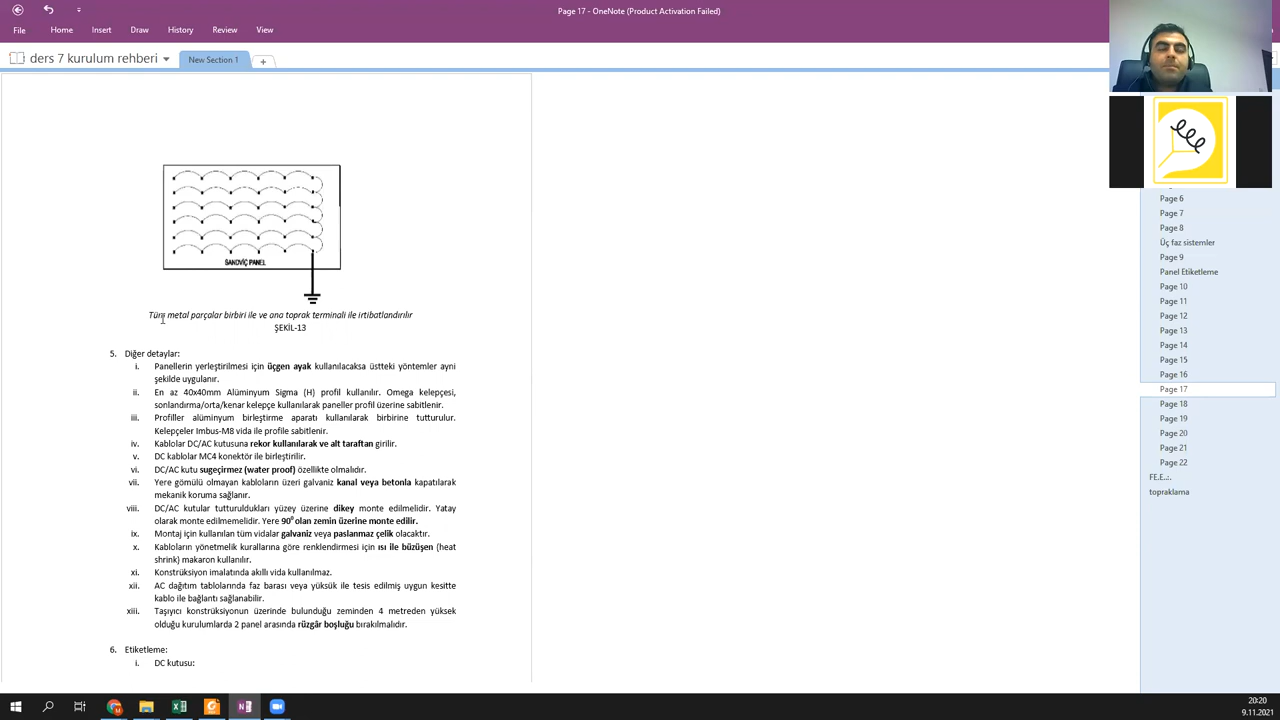 Page 17 - OneNote (Product Activation Failed)
File Home Insert Draw History Review View
ders 7 kurulum rehberi New Section 1
SANDVİÇ PANEL
Tüm metal parçalar birbiri ile ve ana toprak terminali ile irtibatlandırılır
ŞEKİL-13
5. Diğer detaylar:
i. Panellerin yerleştirilmesi için üçgen ayak kullanılacaksa üstteki yöntemler ayni
şekilde uygulanır.
ii. En az 40x40mm Alüminyum Sigma (H) profil kullanılır. Omega kelepçesi,
sonlandırma/orta/kenar kelepçe kullanılarak paneller profil üzerine sabitlenir.
iii. Profiller alüminyum birleştirme aparatı kullanılarak birbirine tutturulur.
Kelepçeler Imbus-M8 vida ile profile sabitlenir.
iv. Kablolar DC/AC kutusuna rekor kullanılarak ve alt taraftan girilir.
v. DC kablolar MC4 konektör ile birleştirilir.
vi. DC/AC kutu sugeçirmez (water proof) özellikte olmalıdır.
vii. Yere gömülü olmayan kabloların üzeri galvaniz kanal veya betonla kapatılarak
mekanik koruma sağlanır.
viii. DC/AC kutular tutturuldukları yüzey üzerine dikey monte edilmelidir. Yatay
olarak monte edilmemelidir. Yere 90⁰ olan zemin üzerine monte edilir.
ix. Montaj için kullanılan tüm vidalar galvaniz veya paslanmaz çelik olacaktır.
x. Kabloların yönetmelik kurallarına göre renklendirmesi için ısı ile büzüşen (heat
shrink) makaron kullanılır.
xi. Konstrüksiyon imalatında akıllı vida kullanılmaz.
xii. AC dağıtım tablolarında faz barası veya yüksük ile tesis edilmiş uygun kesitte
kablo ile bağlantı sağlanabilir.
xiii. Taşıyıcı konstrüksiyonun üzerinde bulunduğu zeminden 4 metreden yüksek
olduğu kurulumlarda 2 panel arasında rüzgâr boşluğu bırakılmalıdır.
6. Etiketleme:
i. DC kutusu:
Page 6
Page 7
Page 8
Üç faz sistemler
Page 9
Panel Etiketleme
Page 10
Page 11
Page 12
Page 13
Page 14
Page 15
Page 16
Page 17
Page 18
Page 19
Page 20
Page 21
Page 22
FE.E..:.
topraklama
20:20
9.11.2021